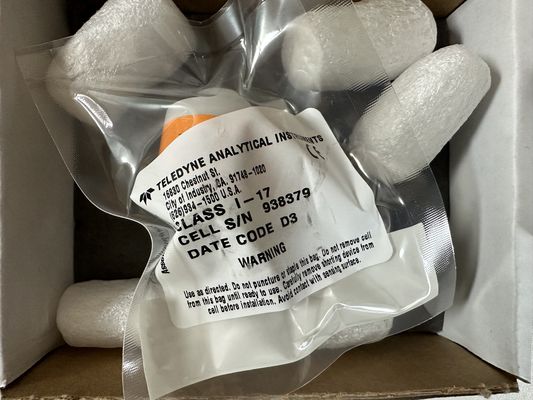 TELEDYNE ANALYTICAL INSTRUMENTS
16830 Chestnut St.
City of Industry, CA. 91748-1020
(626)934-1500 U.S.A.
CE
CLASS I-17
CELL S/N 938379
DATE CODE D3
WARNING
Use as directed. Do not puncture or staple this bag. Do not remove cell
from this bag until ready to use. Carefully remove shorting device from
cell before installation. Avoid contact with sensing surface.